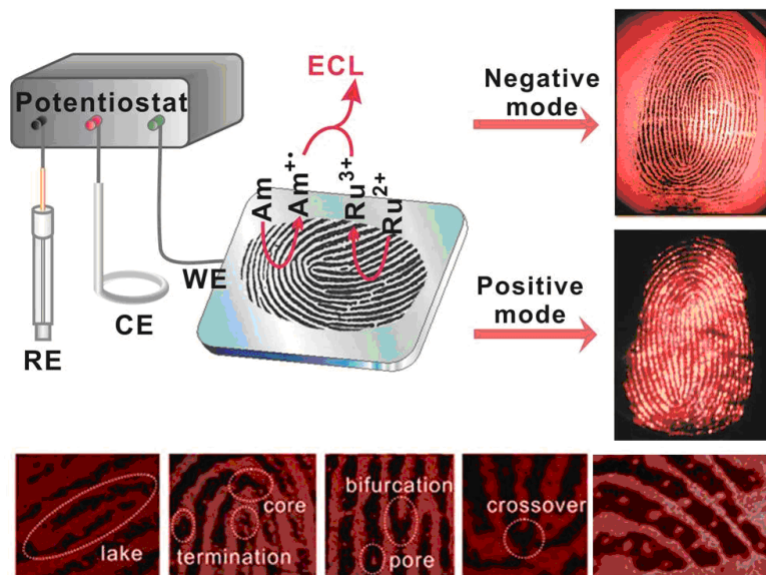 ECL
Potentiostat
Negative
mode
Am
Am+•
Ru3+
Ru2+
WE
Positive
mode
CE
RE
lake
core
termination
bifurcation
pore
crossover